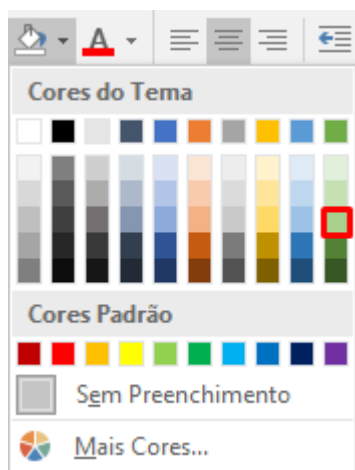 A
Cores do Tema
Cores Padrão
Sem Preenchimento
Mais Cores...